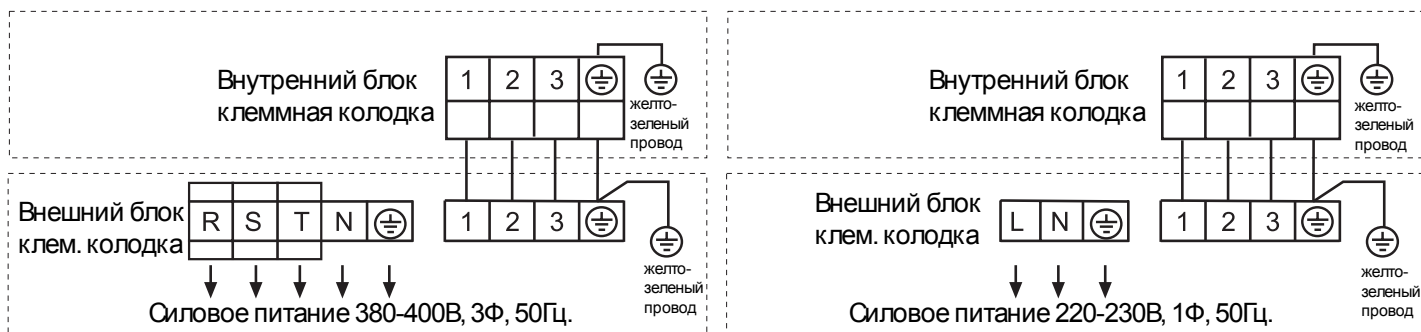 Внутренний блок
клеммная колодка
1 2 3
желто-
зеленый
провод
Внешний блок
клем. колодка
R S T N
1 2 3
желто-
зеленый
провод
Силовое питание 380-400В, 3Ф, 50Гц.
Внутренний блок
клеммная колодка
1 2 3
желто-
зеленый
провод
Внешний блок
клем. колодка
L N
1 2 3
желто-
зеленый
провод
Силовое питание 220-230В, 1Ф, 50Гц.